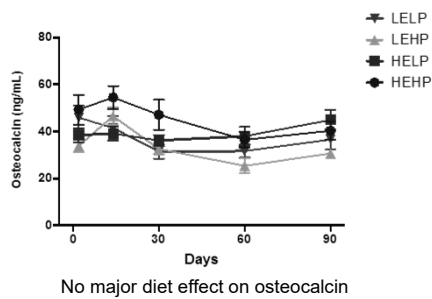 LELP
LEHP
HELP
HEHP
80
60
40
20
0
Osteocalcin (ng/mL)
0 30 60 90
Days
No major diet effect on osteocalcin